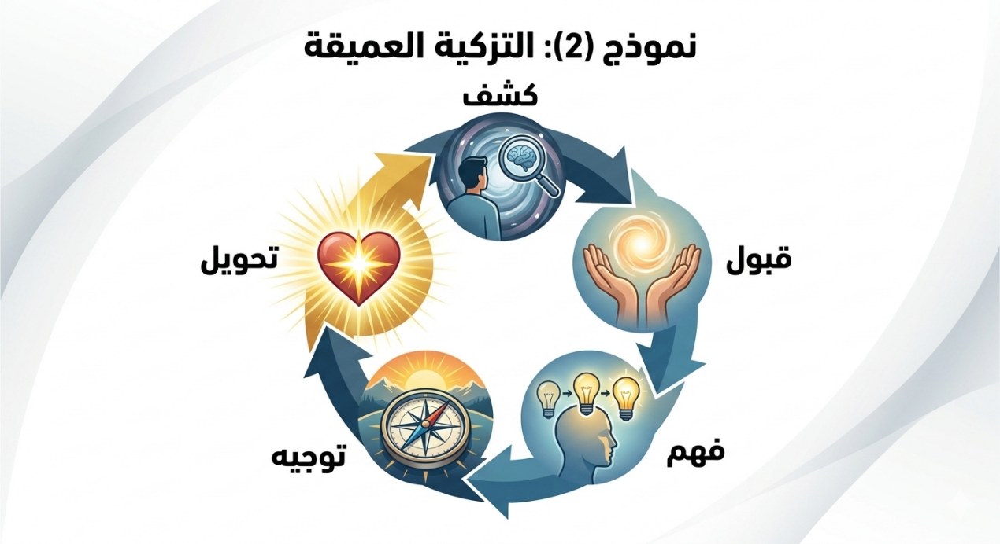 نموذج (2): التزكية العميقة
كشف
قبول
فهم
توجيه
تحويل